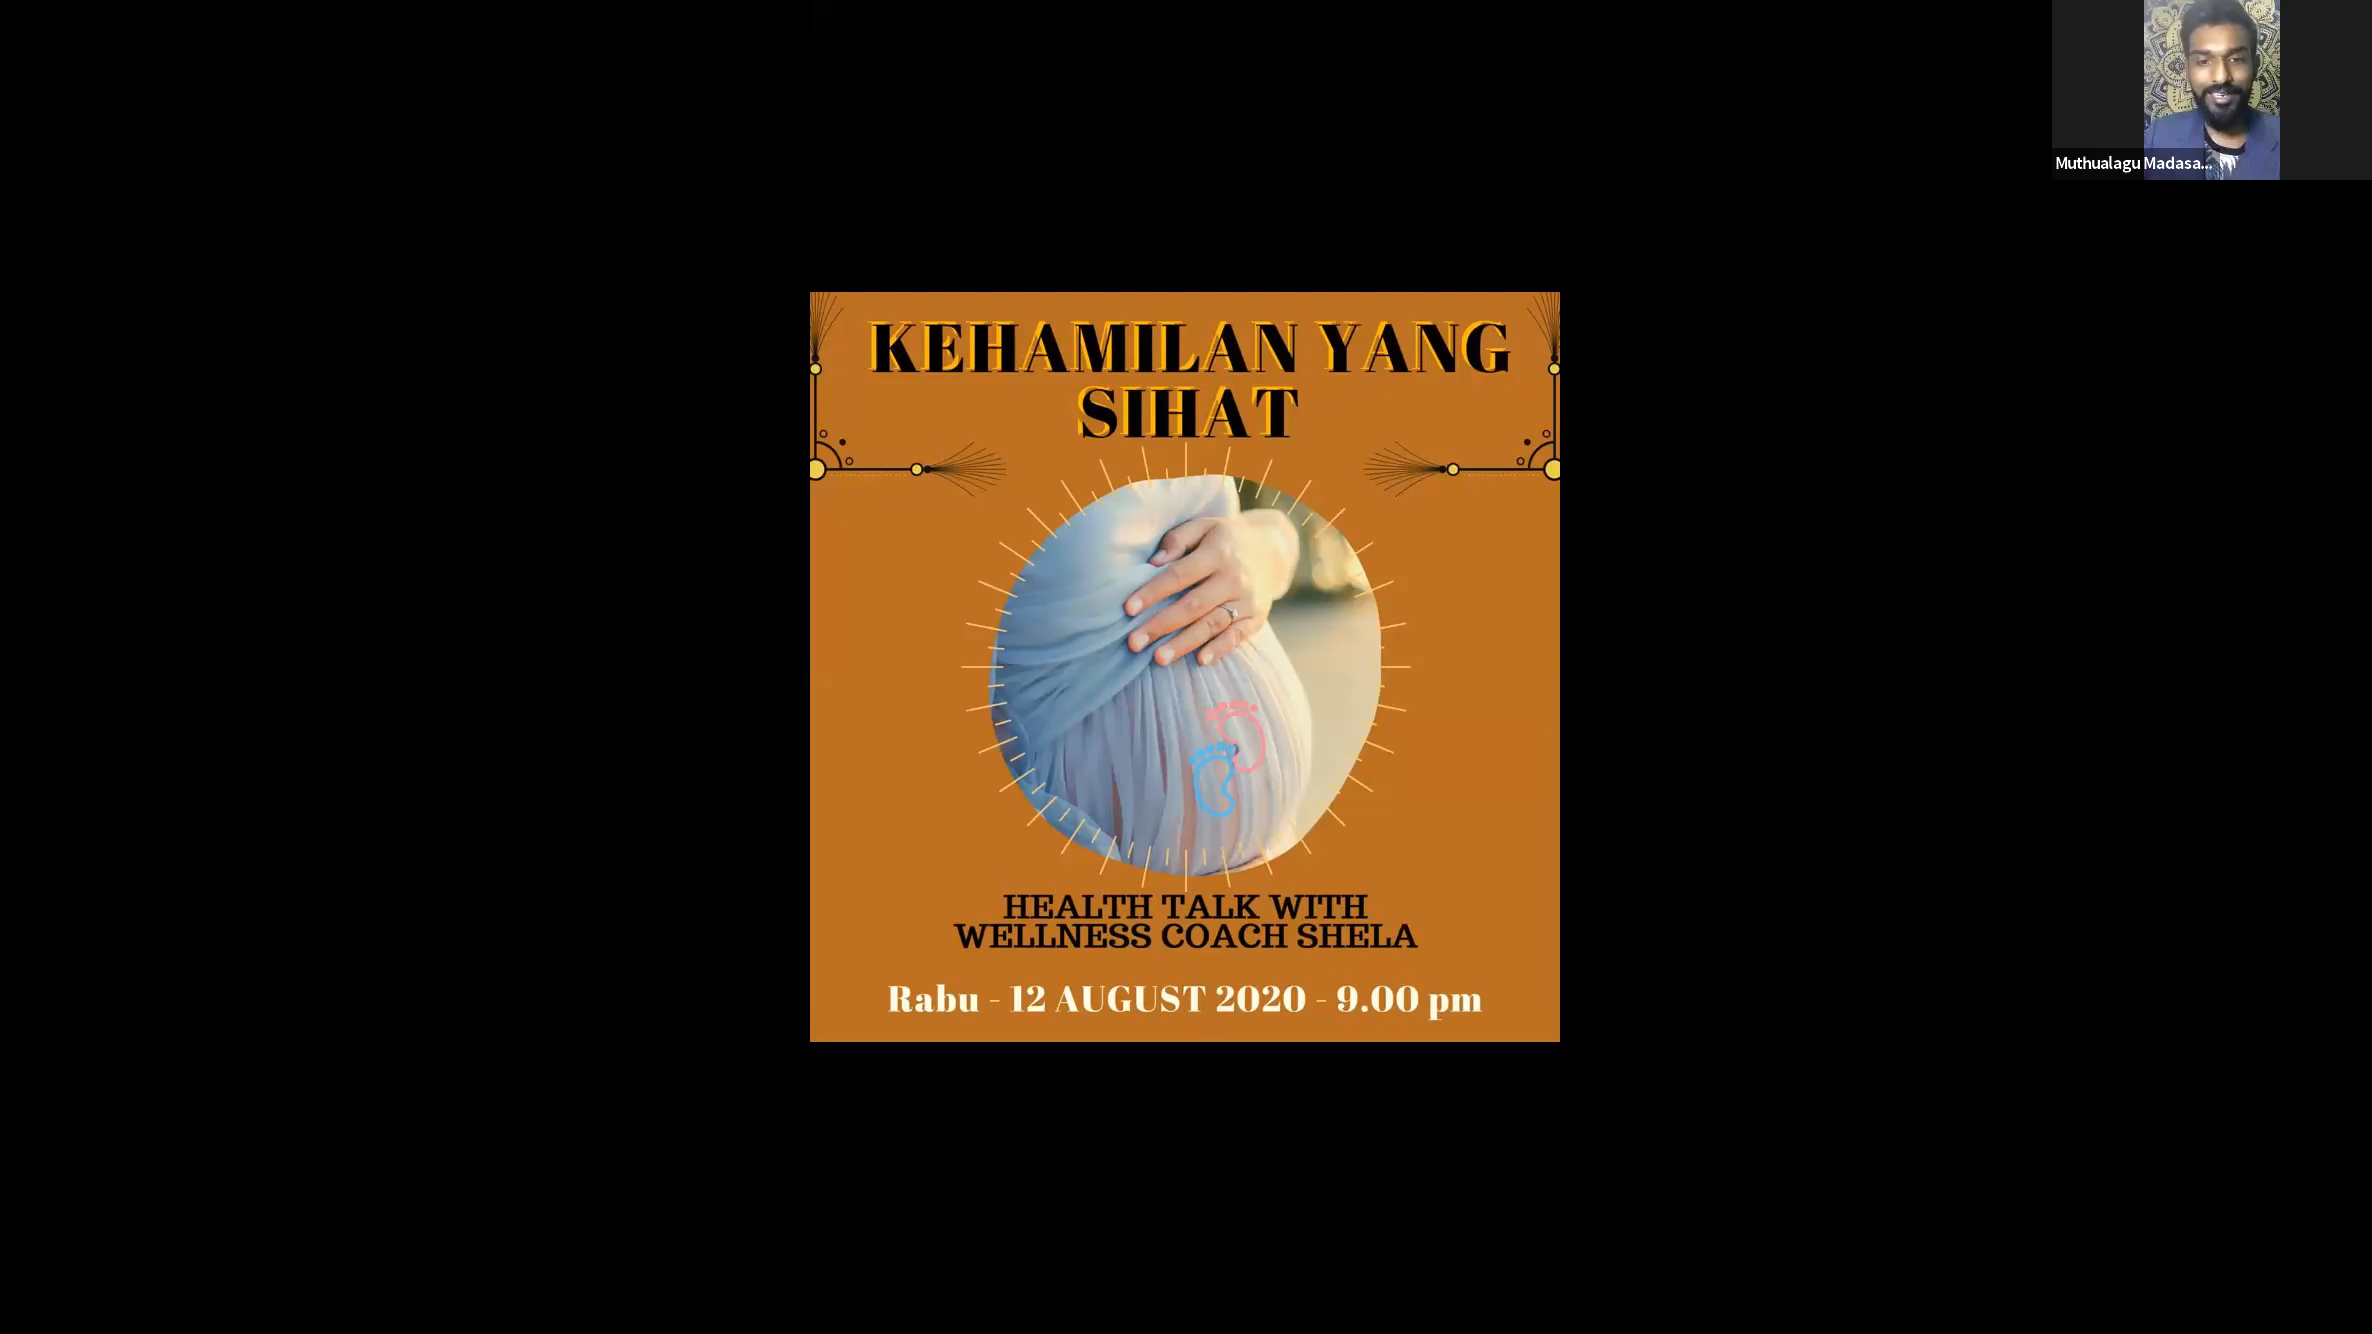 KEHAMILAN YANG
SIHAT
HEALTH TALK WITH
WELLNESS COACH SHELA
Rabu - 12 AUGUST 2020 - 9.00 pm
Muthualagu Madasa...